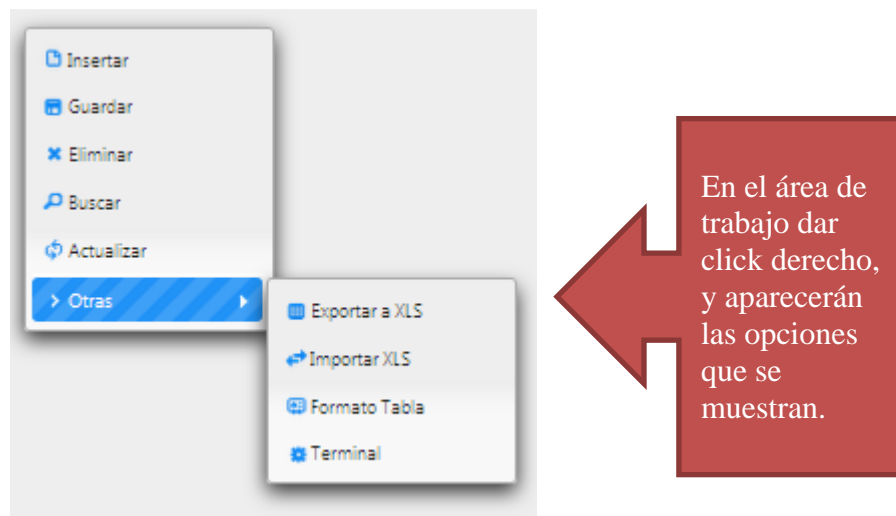 Insertar
Guardar
Eliminar
Buscar
Actualizar
Otras
Exportar a XLS
Importar XLS
Formato Tabla
Terminal
En el área de
trabajo dar
click derecho,
y aparecerán
las opciones
que se
muestran.